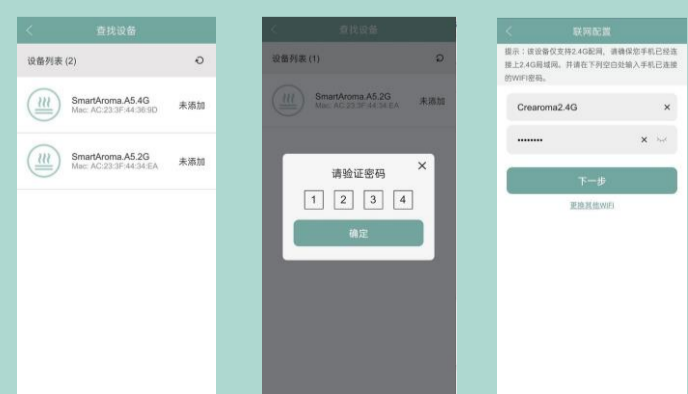 查找设备
设备列表 (2)
SmartAroma.A5.4G
Mac: AC:23:3F:44:36:9D
未添加
SmartAroma.A5.2G
Mac: AC:23:3F:44:34:EA
未添加
查找设备
设备列表 (1)
SmartAroma.A5.2G
Mac: AC:23:3F:44:34:EA
未添加
请验证密码
1 2 3 4
确定
联网配置
提示：该设备仅支持2.4G配网，请确保您手机已经连
接上2.4G局域网。并请在下列空白处输入手机已连接
的WIFI密码。
Crearoma2.4G
••••••••
下一步
更换其他WIFI